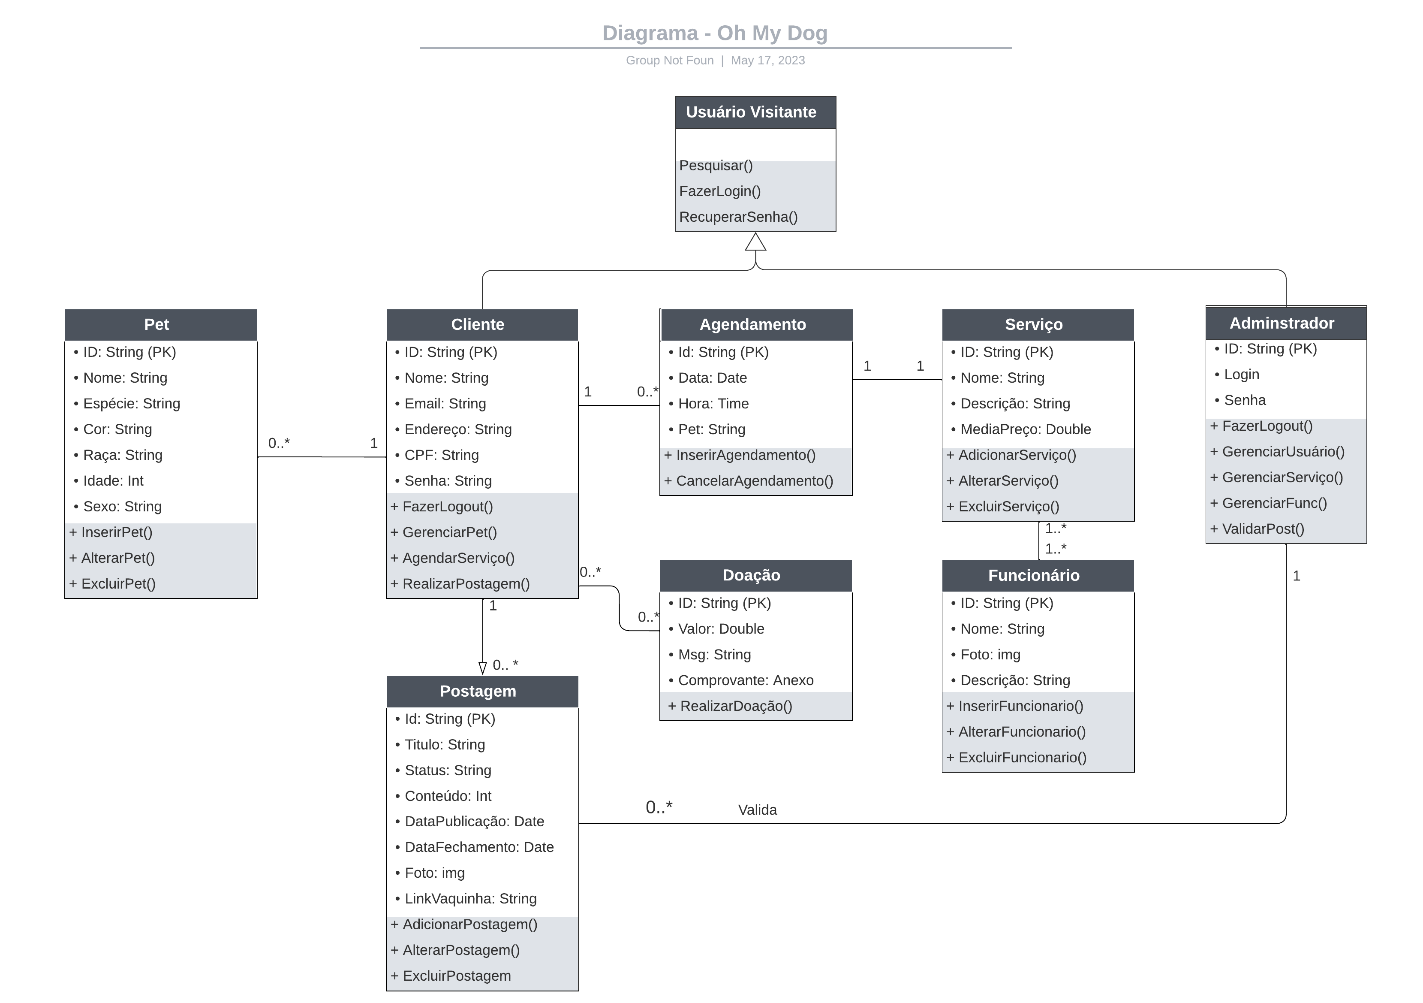 Diagrama - Oh My Dog
Group Not Foun | May 17, 2023
Usuário Visitante
Pesquisar()
FazerLogin()
RecuperarSenha()
Pet
• ID: String (PK)
• Nome: String
• Espécie: String
• Cor: String
• Raça: String
• Idade: Int
• Sexo: String
+ InserirPet()
+ AlterarPet()
+ ExcluirPet()
0..*
1
Cliente
• ID: String (PK)
• Nome: String
• Email: String
• Endereço: String
• CPF: String
• Senha: String
+ FazerLogout()
+ GerenciarPet()
+ AgendarServiço()
+ RealizarPostagem()
1
0..*
Agendamento
• Id: String (PK)
• Data: Date
• Hora: Time
• Pet: String
+ InserirAgendamento()
+ CancelarAgendamento()
1
1
Serviço
• ID: String (PK)
• Nome: String
• Descrição: String
• MediaPreço: Double
+ AdicionarServiço()
+ AlterarServiço()
+ ExcluirServiço()
1..*
1..*
Adminstrador
• ID: String (PK)
• Login
• Senha
+ FazerLogout()
+ GerenciarUsuário()
+ GerenciarServiço()
+ GerenciarFunc()
+ ValidarPost()
1
0..*
0..*
Doação
• ID: String (PK)
• Valor: Double
• Msg: String
• Comprovante: Anexo
+ RealizarDoação()
Funcionário
• ID: String (PK)
• Nome: String
• Foto: img
• Descrição: String
+ InserirFuncionario()
+ AlterarFuncionario()
+ ExcluirFuncionario()
1
0.. *
Postagem
• Id: String (PK)
• Titulo: String
• Status: String
• Conteúdo: Int
• DataPublicação: Date
• DataFechamento: Date
• Foto: img
• LinkVaquinha: String
+ AdicionarPostagem()
+ AlterarPostagem()
+ ExcluirPostagem
0..*
Valida